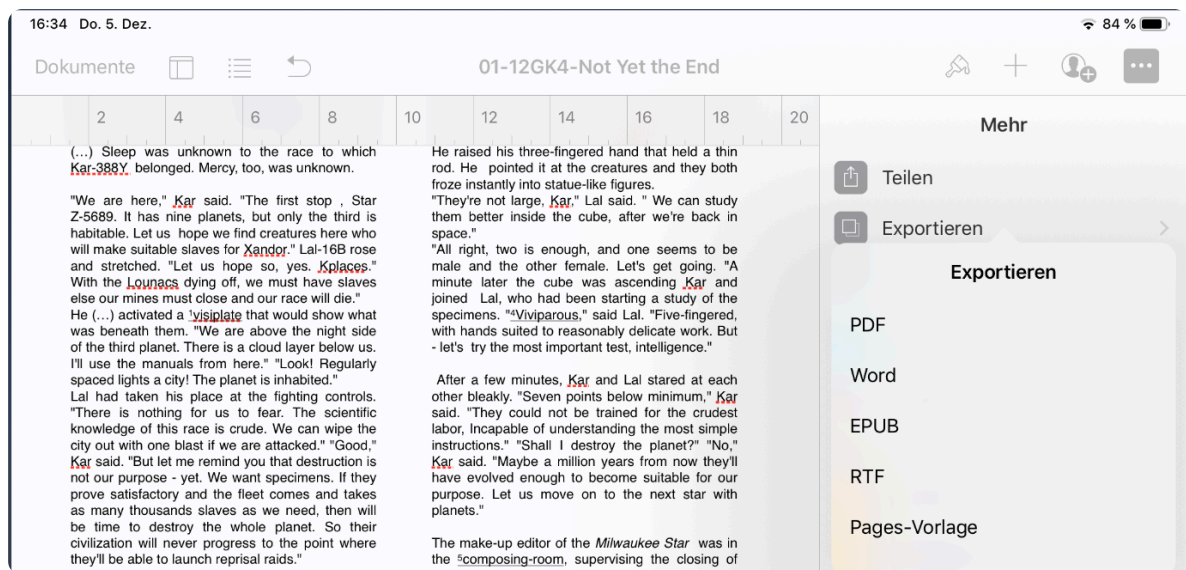 16:34 Do. 5. Dez.
84 %
Dokumente
01-12GK4-Not Yet the End
2 4 6 8 10 12 14 16 18 20
(...) Sleep was unknown to the race to which
Kar-388Y belonged. Mercy, too, was unknown.
"We are here," Kar said. "The first stop , Star
Z-5689. It has nine planets, but only the third is
habitable. Let us hope we find creatures here who
will make suitable slaves for Xandor." Lal-16B rose
and stretched. "Let us hope so, yes. Kplaces."
With the Lounacs dying off, we must have slaves
else our mines must close and our race will die."
He (...) activated a ¹visiplate that would show what
was beneath them. "We are above the night side
of the third planet. There is a cloud layer below us.
I'll use the manuals from here." "Look! Regularly
spaced lights a city! The planet is inhabited."
Lal had taken his place at the fighting controls.
"There is nothing for us to fear. The scientific
knowledge of this race is crude. We can wipe the
city out with one blast if we are attacked." "Good,"
Kar said. "But let me remind you that destruction is
not our purpose - yet. We want specimens. If they
prove satisfactory and the fleet comes and takes
as many thousands slaves as we need, then will
be time to destroy the whole planet. So their
civilization will never progress to the point where
they'll be able to launch reprisal raids."
He raised his three-fingered hand that held a thin
rod. He pointed it at the creatures and they both
froze instantly into statue-like figures.
"They're not large, Kar," Lal said. " We can study
them better inside the cube, after we're back in
space."
"All right, two is enough, and one seems to be
male and the other female. Let's get going. "A
minute later the cube was ascending Kar and
joined Lal, who had been starting a study of the
specimens. "⁴Viviparous," said Lal. "Five-fingered,
with hands suited to reasonably delicate work. But
- let's try the most important test, intelligence."
After a few minutes, Kar and Lal stared at each
other bleakly. "Seven points below minimum," Kar
said. "They could not be trained for the crudest
labor, Incapable of understanding the most simple
instructions." "Shall I destroy the planet?" "No,"
Kar said. "Maybe a million years from now they'll
have evolved enough to become suitable for our
purpose. Let us move on to the next star with
planets."
The make-up editor of the Milwaukee Star was in
the ⁵composing-room, supervising the closing of
Mehr
Teilen
Exportieren
Exportieren
PDF
Word
EPUB
RTF
Pages-Vorlage